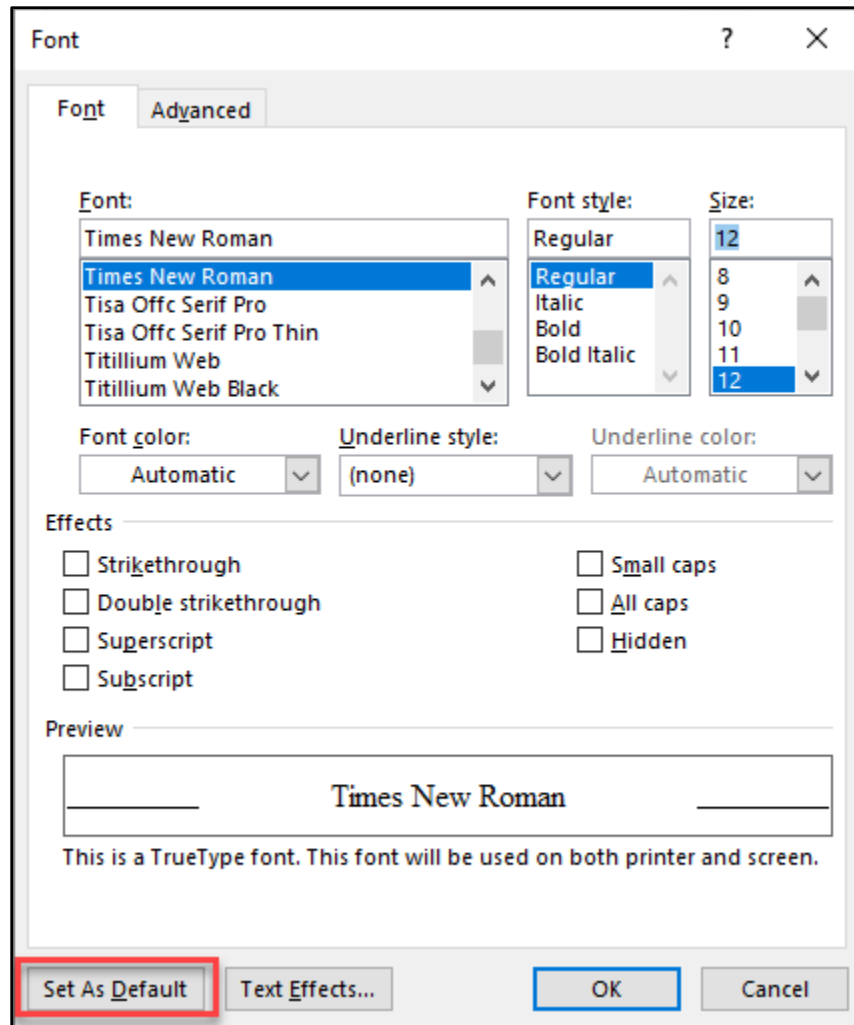 Font ?
Font Advanced
Font: Font style: Size:
Times New Roman Regular 12
Times New Roman Regular 8
Tisa Offc Serif Pro Italic 9
Tisa Offc Serif Pro Thin Bold 10
Titillium Web Bold Italic 11
Titillium Web Black 12
Font color: Underline style: Underline color:
Automatic (none) Automatic
Effects
Strikethrough Small caps
Double strikethrough All caps
Superscript Hidden
Subscript
Preview
Times New Roman
This is a TrueType font. This font will be used on both printer and screen.
Set As Default Text Effects... OK Cancel